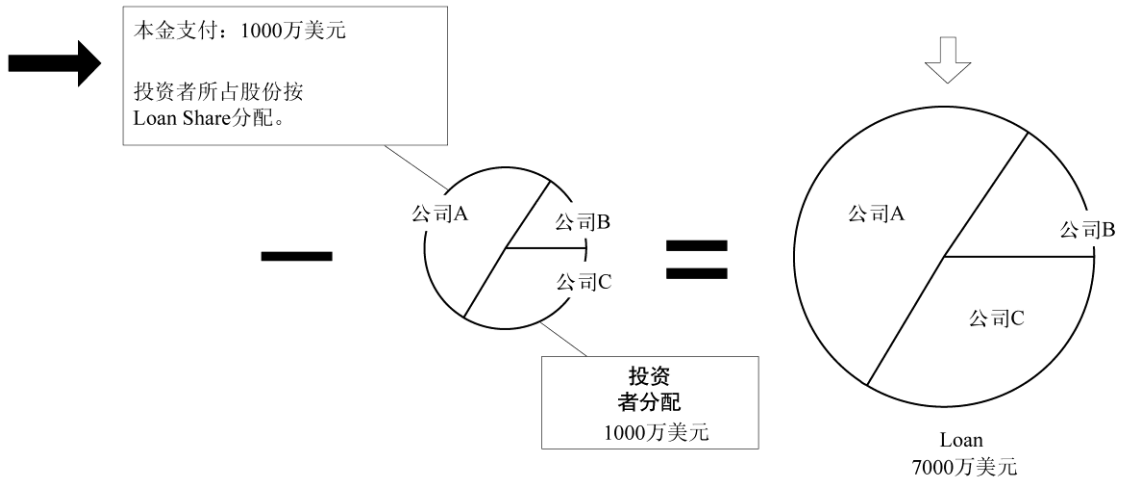 本金支付：1000万美元
投资者所占股份按
Loan Share分配。
公司A
公司B
公司C
投资
者分配
1000万美元
公司A
公司B
公司C
Loan
7000万美元